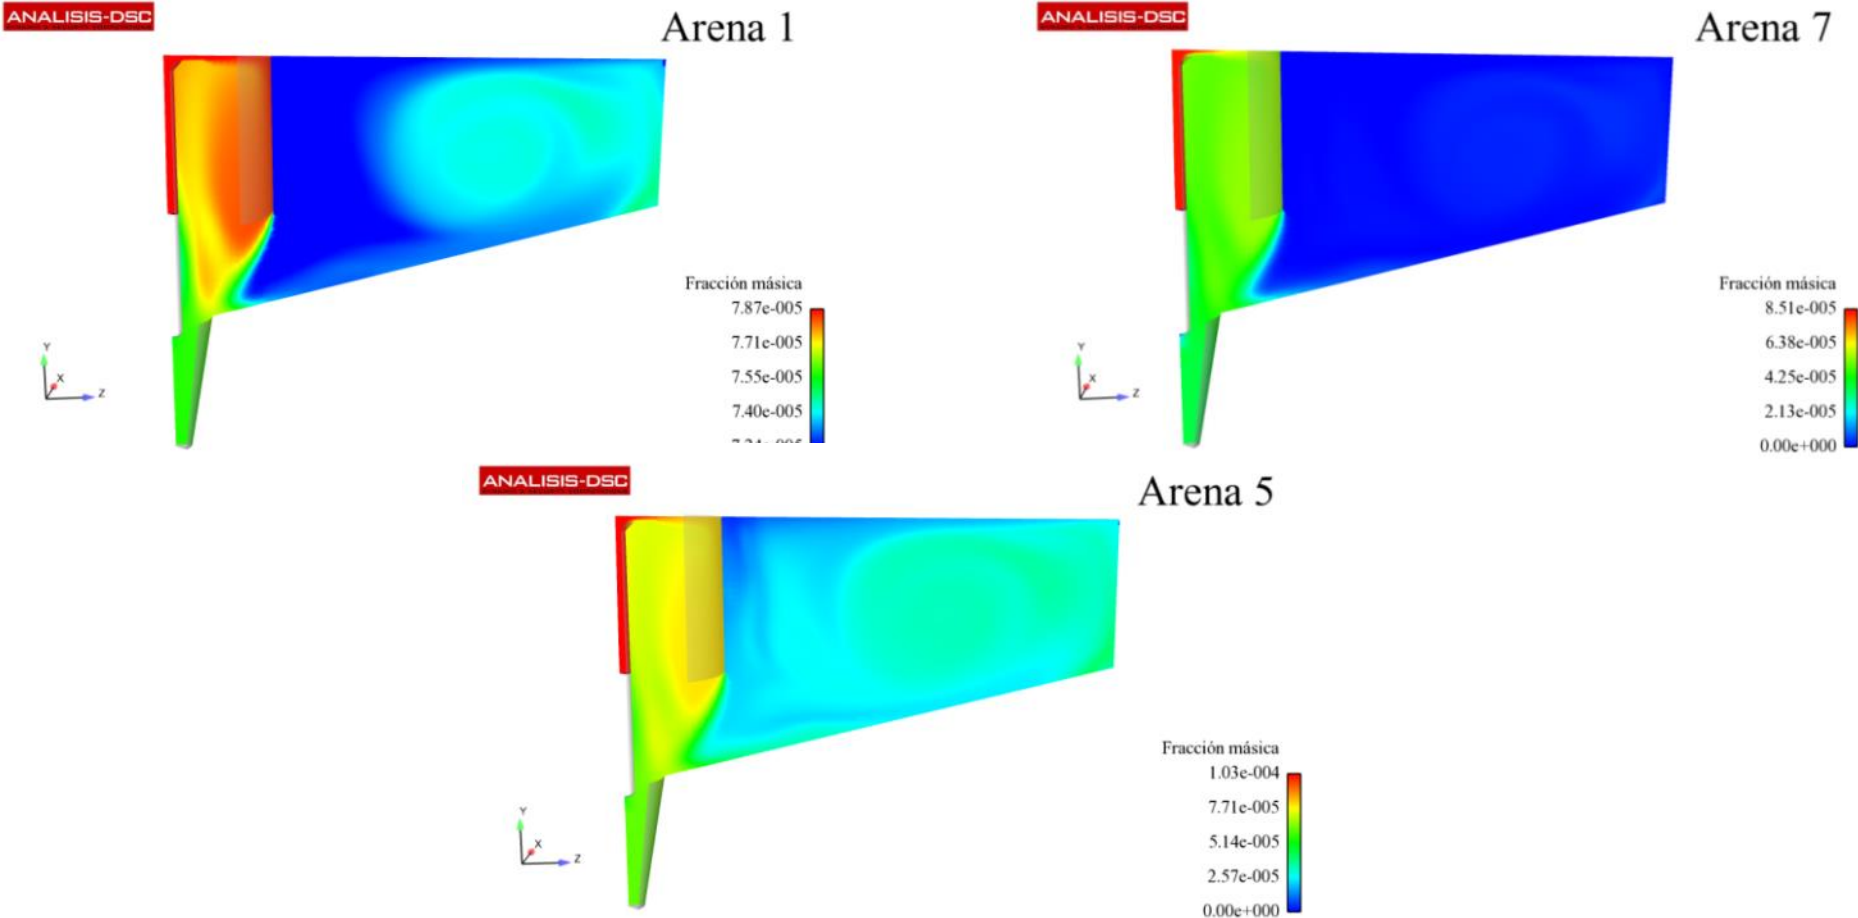 ANALISIS-DSC
Arena 1
Fracción másica
7.87e-005
7.71e-005
7.55e-005
7.40e-005
Y
X
Z
ANALISIS-DSC
Arena 7
Fracción másica
8.51e-005
6.38e-005
4.25e-005
2.13e-005
0.00e+000
Y
X
Z
ANALISIS-DSC
Arena 5
Fracción másica
1.03e-004
7.71e-005
5.14e-005
2.57e-005
0.00e+000
Y
X
Z